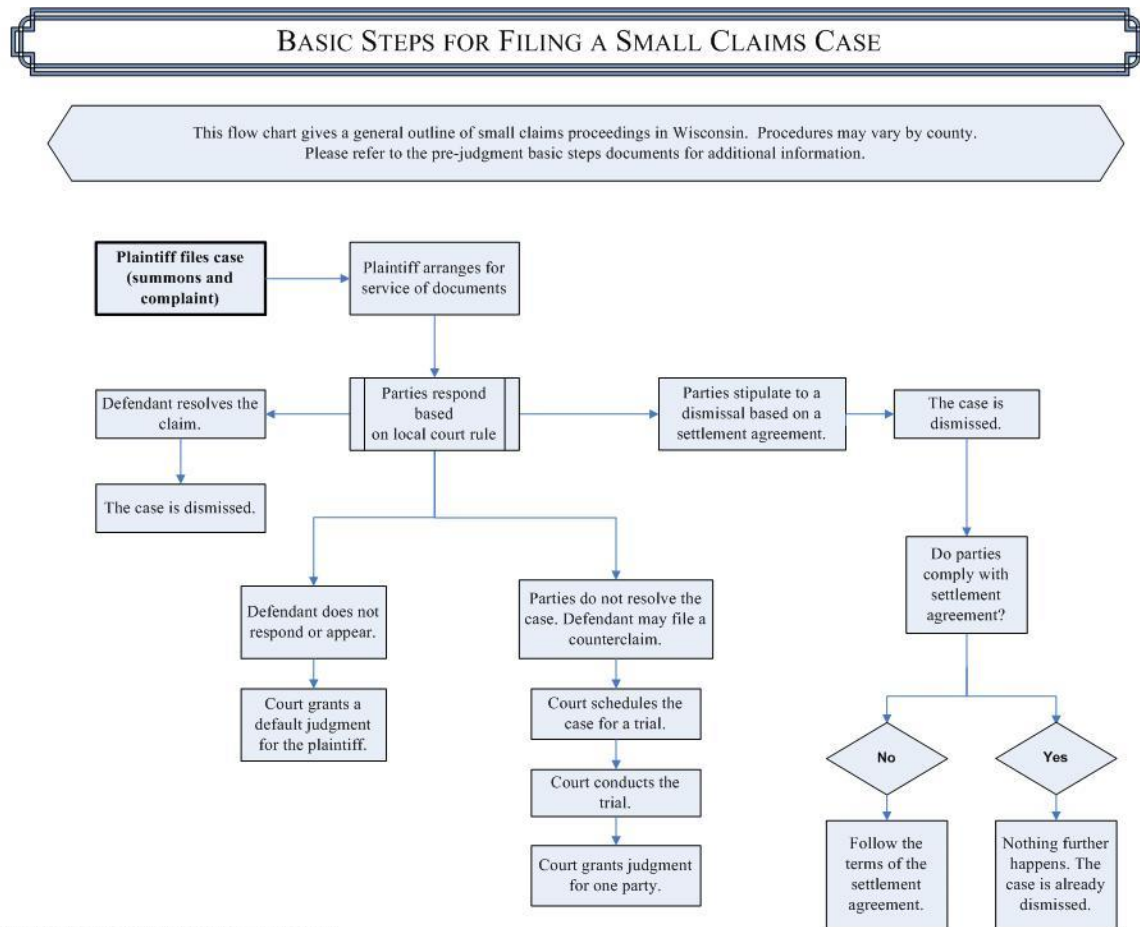 BASIC STEPS FOR FILING A SMALL CLAIMS CASE
This flow chart gives a general outline of small claims proceedings in Wisconsin. Procedures may vary by county.
Please refer to the pre-judgment basic steps documents for additional information.
Plaintiff files case
(summons and
complaint)
Plaintiff arranges for
service of documents
Defendant resolves the
claim.
Parties respond
based
on local court rule
Parties stipulate to a
dismissal based on a
settlement agreement.
The case is
dismissed.
The case is dismissed.
Do parties
comply with
settlement
agreement?
Defendant does not
respond or appear.
Parties do not resolve the
case. Defendant may file a
counterclaim.
Court grants a
default judgment
for the plaintiff.
Court schedules the
case for a trial.
No
Yes
Court conducts the
trial.
Court grants judgment
for one party.
Follow the
terms of the
settlement
agreement.
Nothing further
happens. The
case is already
dismissed.